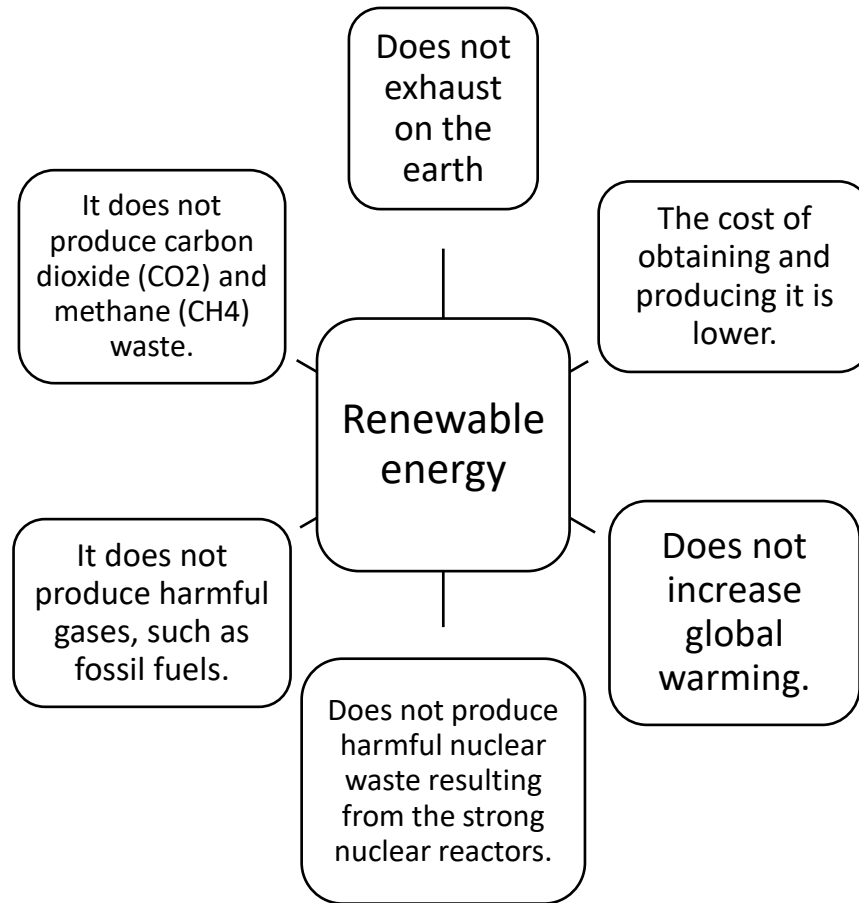 Does not
exhaust
on the
earth
The cost of
obtaining and
producing it is
lower.
Does not
increase
global
warming.
Does not produce
harmful nuclear
waste resulting
from the strong
nuclear reactors.
It does not
produce harmful
gases, such as
fossil fuels.
It does not
produce carbon
dioxide (CO2) and
methane (CH4)
waste.
Renewable
energy